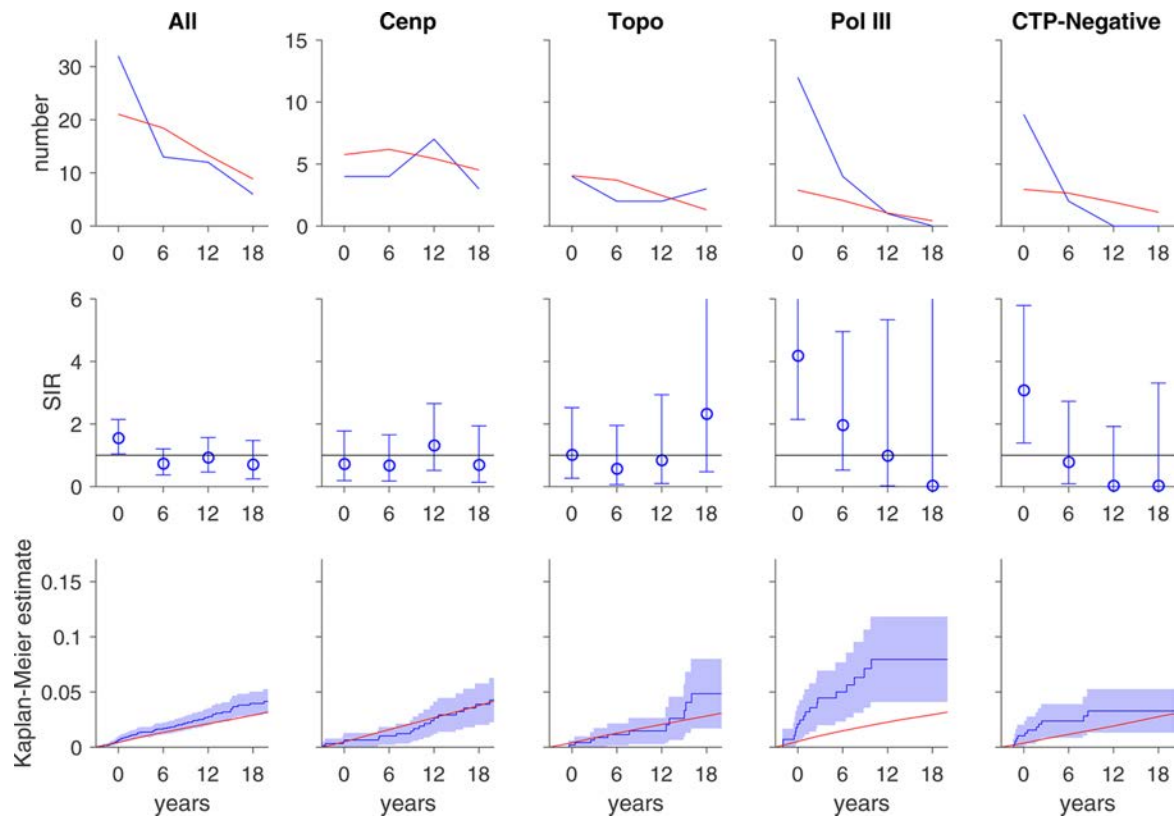 All Cenp Topo Pol III CTP-Negative
number
30
20
10
0
15
10
5
0
0 6 12 18 0 6 12 18 0 6 12 18 0 6 12 18 0 6 12 18
SIR
6
4
2
0
0 6 12 18 0 6 12 18 0 6 12 18 0 6 12 18 0 6 12 18
Kaplan-Meier estimate
0.15
0.1
0.05
0
0 6 12 18 0 6 12 18 0 6 12 18 0 6 12 18 0 6 12 18
years years years years years